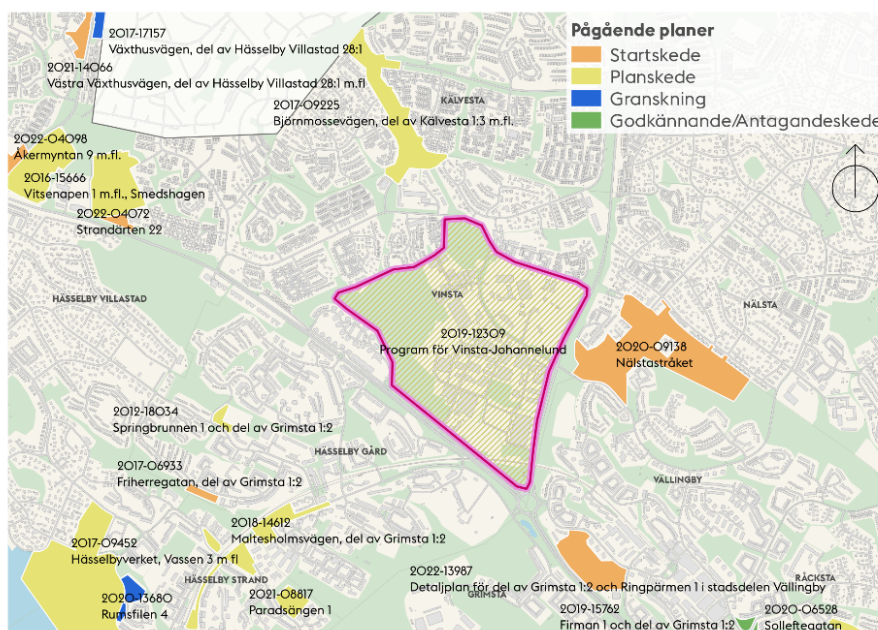 Pågående planer
Startskede
Planskede
Granskning
Godkännande/Antagandeskede
2017-17157
Växthusvägen, del av Hässelby Villastad 28:1
2021-14066
Västra Växthusvägen, del av Hässelby Villastad 28:1 m.fl
2017-09225
Björnmossevägen, del av Kälvesta 1:3 m.fl.
KÄLVESTA
2022-04098
Åkermyntan 9 m.fl.
2016-15666
Vitsenapen 1 m.fl., Smedshagen
2022-04072
Strandärten 22
HÄSSELBY VILLASTAD
VINSTA
NÄLSTA
2019-12309
Program för Vinsta-Johannelund
2020-09138
Nälstastråket
2012-18034
Springbrunnen 1 och del av Grimsta 1:2
HÄSSELBY GÅRD
2017-06933
Friherregatan, del av Grimsta 1:2
VÄLLINGBY
2018-14612
Maltesholmsvägen, del av Grimsta 1:2
2017-09452
Hässelbyverket, Vassen 3 m fl
HÄSSELBY STRAND
2022-13987
Detaljplan för del av Grimsta 1:2 och Ringpärmen 1 i stadsdelen Vällingby
GRIMSTA
RÅCKSTA
2020-13680
Rumsfilen 4
2021-08817
Paradsängen 1
2019-15762
Firman 1 och del av Grimsta 1:2
2020-06528
Solleftegatan